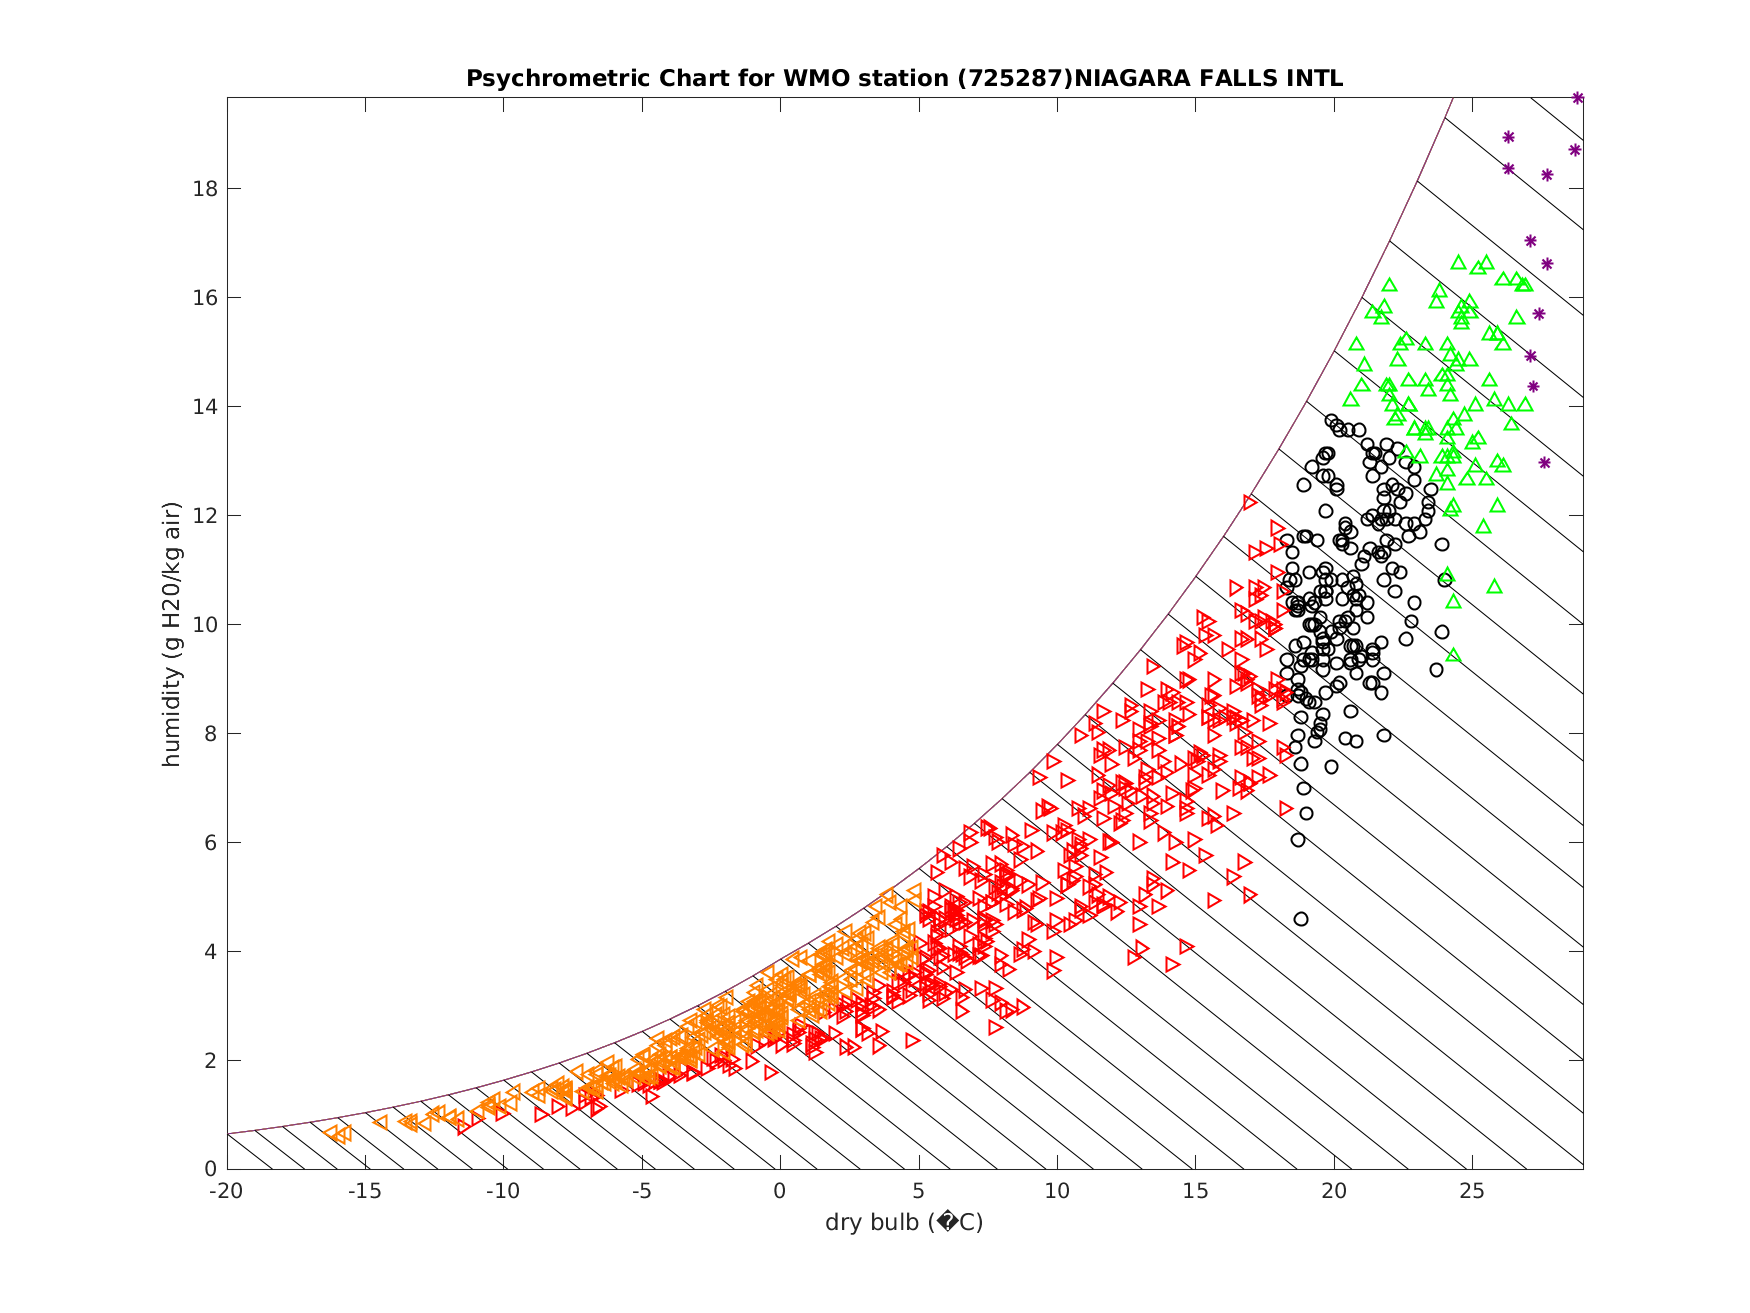 Psychrometric Chart for WMO station (725287)NIAGARA FALLS INTL
18
16
14
12
10
8
6
4
2
0
humidity (g H20/kg air)
-20 -15 -10 -5 0 5 10 15 20 25
dry bulb (�C)